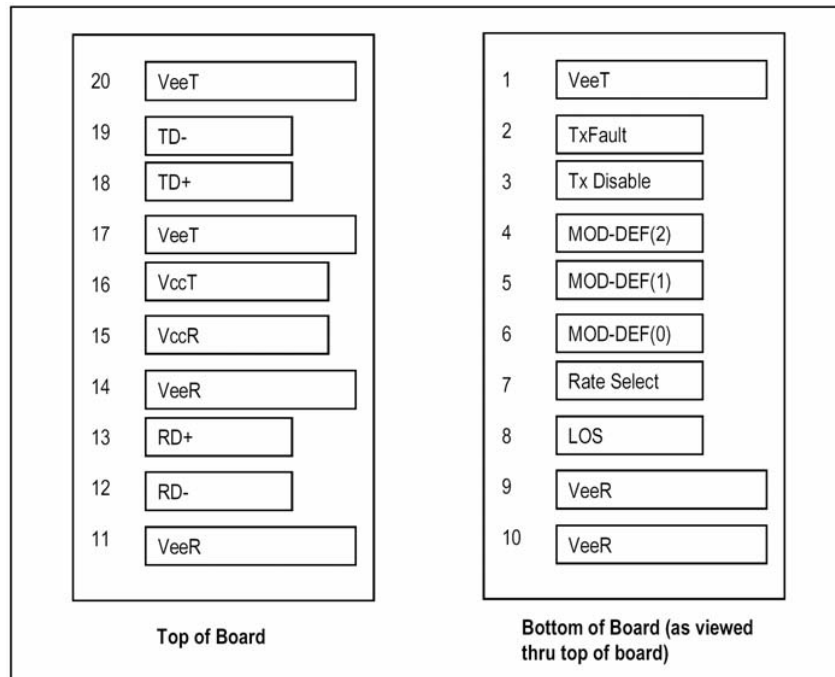 20 VeeT
19 TD-
18 TD+
17 VeeT
16 VccT
15 VccR
14 VeeR
13 RD+
12 RD-
11 VeeR
Top of Board
1 VeeT
2 TxFault
3 Tx Disable
4 MOD-DEF(2)
5 MOD-DEF(1)
6 MOD-DEF(0)
7 Rate Select
8 LOS
9 VeeR
10 VeeR
Bottom of Board (as viewed
thru top of board)